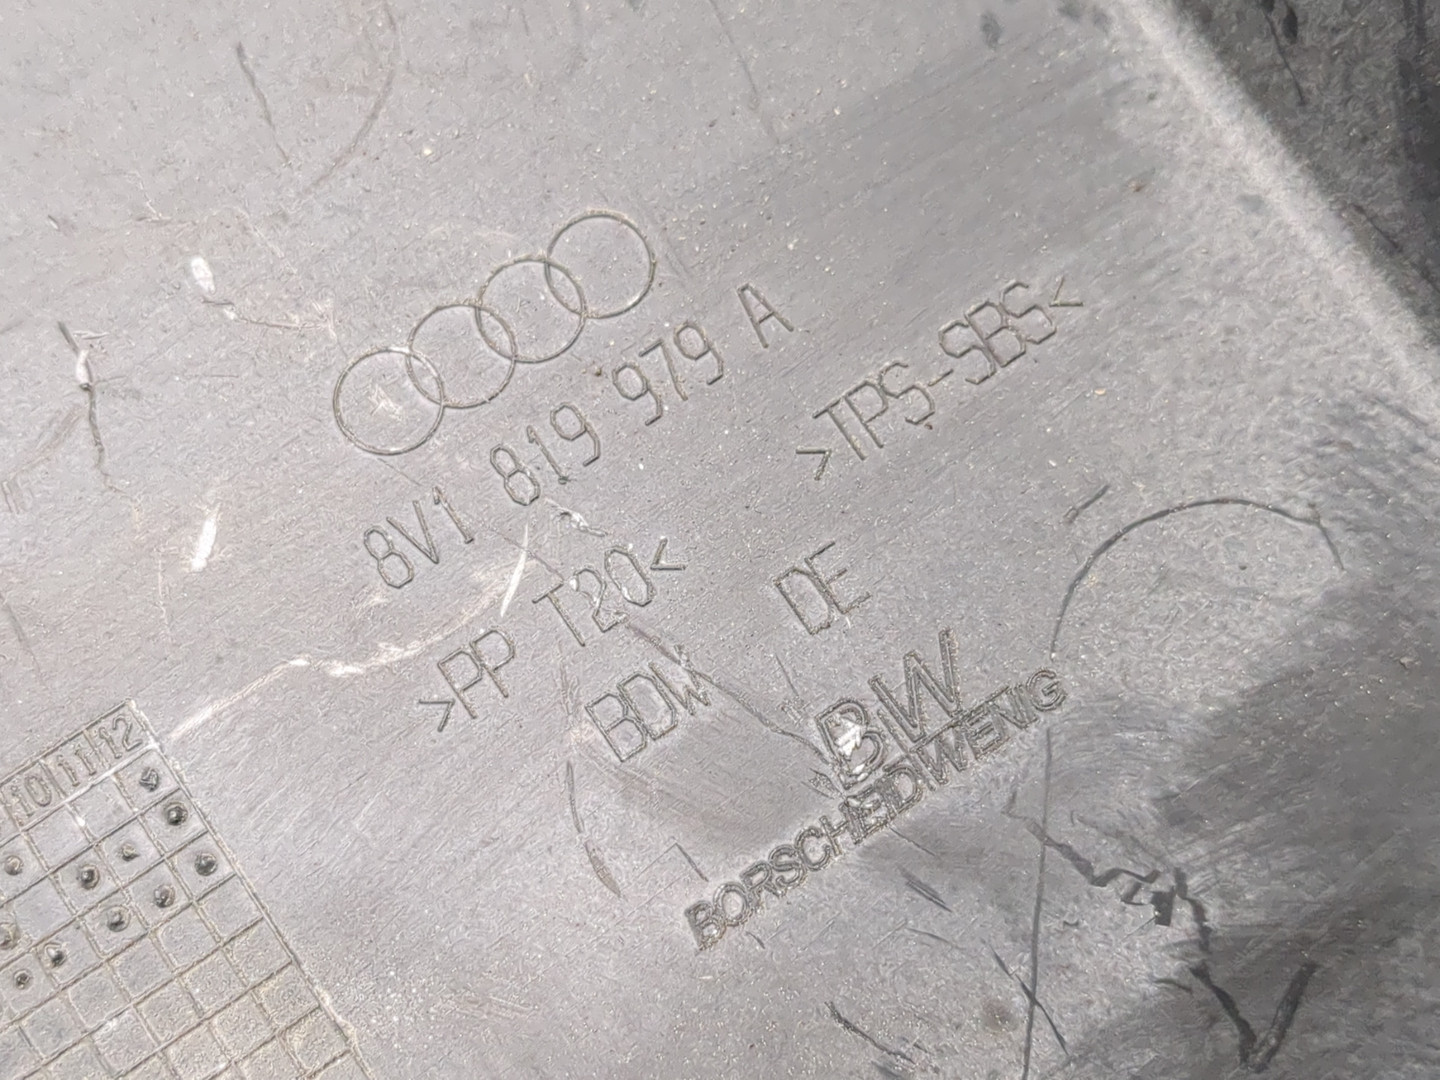 8V1 819 979 A
>TPS-SBS<
>PP T20<
DE
BDW
BW
BORSCHEIDWENIG
10 11 12